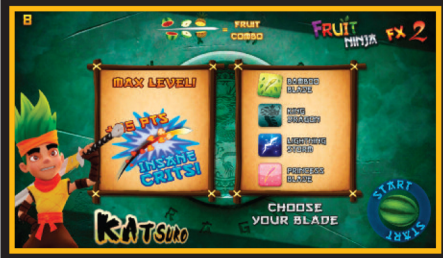 8
= FRUIT
COMBO
FRUIT
NINJA FX 2
MAX LEVEL!
PTS
INSANE
CRITS!
BAMBOO
BLADE
KING
DRAGON
LIGHTNING
STORM
PRINCESS
BLADE
CHOOSE
YOUR BLADE
KATSURO
START
START